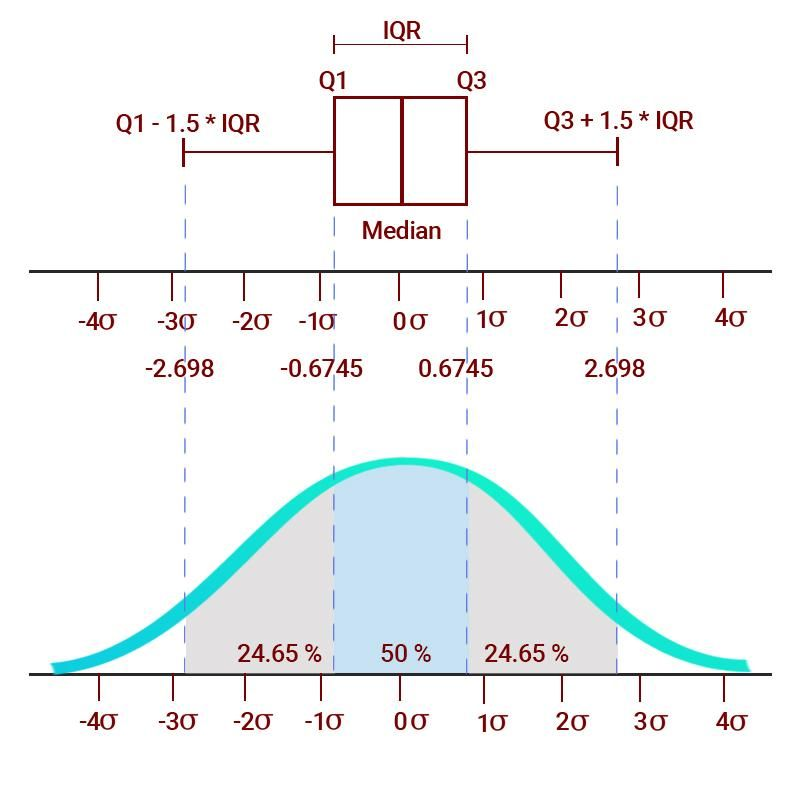 IQR
Q1 Q3
Q1 - 1.5 * IQR Q3 + 1.5 * IQR
Median
-4σ -3σ -2σ -1σ 0σ 1σ 2σ 3σ 4σ
-2.698 -0.6745 0.6745 2.698
24.65 % 50 % 24.65 %
-4σ -3σ -2σ -1σ 0σ 1σ 2σ 3σ 4σ